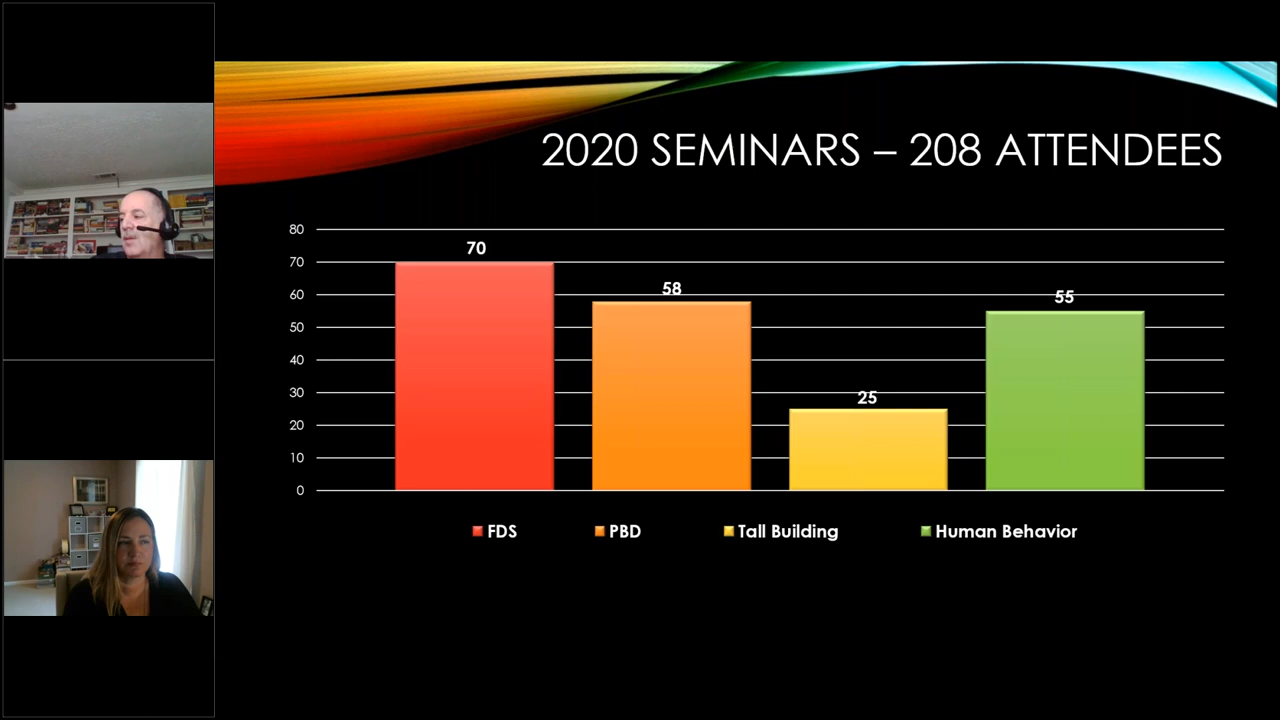 2020 SEMINARS – 208 ATTENDEES
80
70
60
50
40
30
20
10
0
70
58
25
55
FDS
PBD
Tall Building
Human Behavior